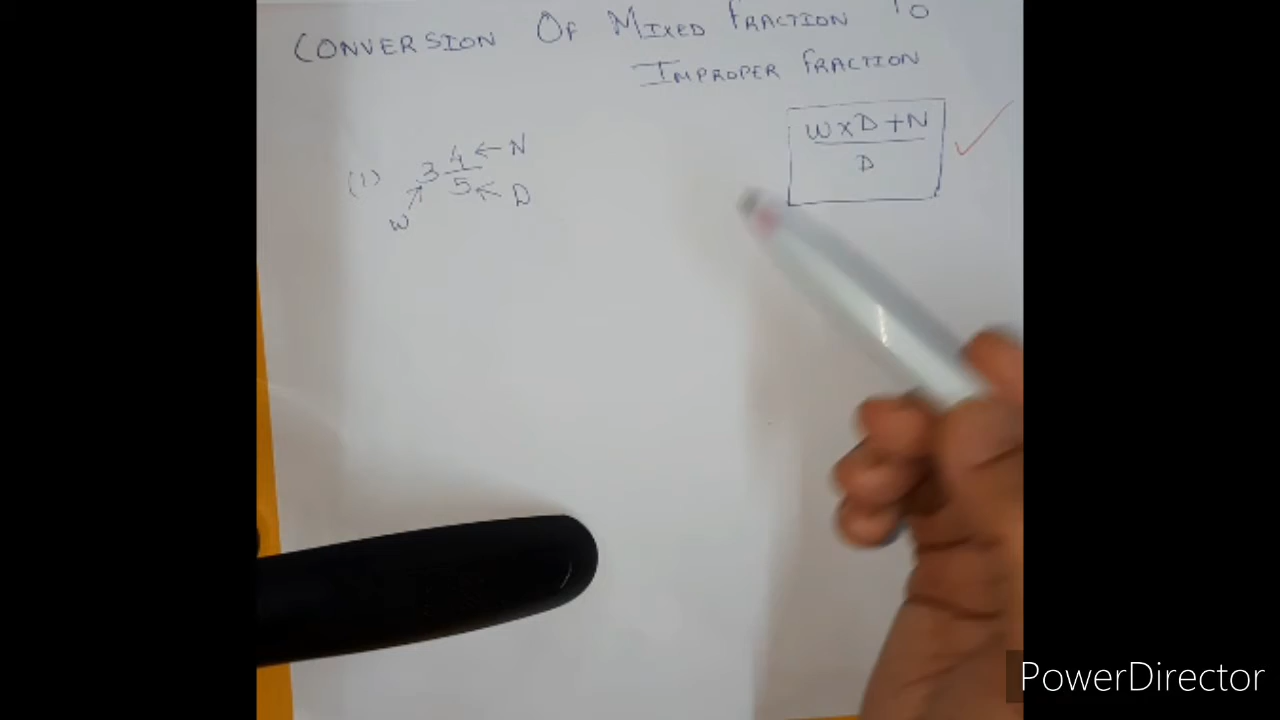 CONVERSION OF MIXED FRACTION TO
IMPROPER FRACTION
W x D + N
D
(1) 3 4/5 ← N
← D
W
PowerDirector